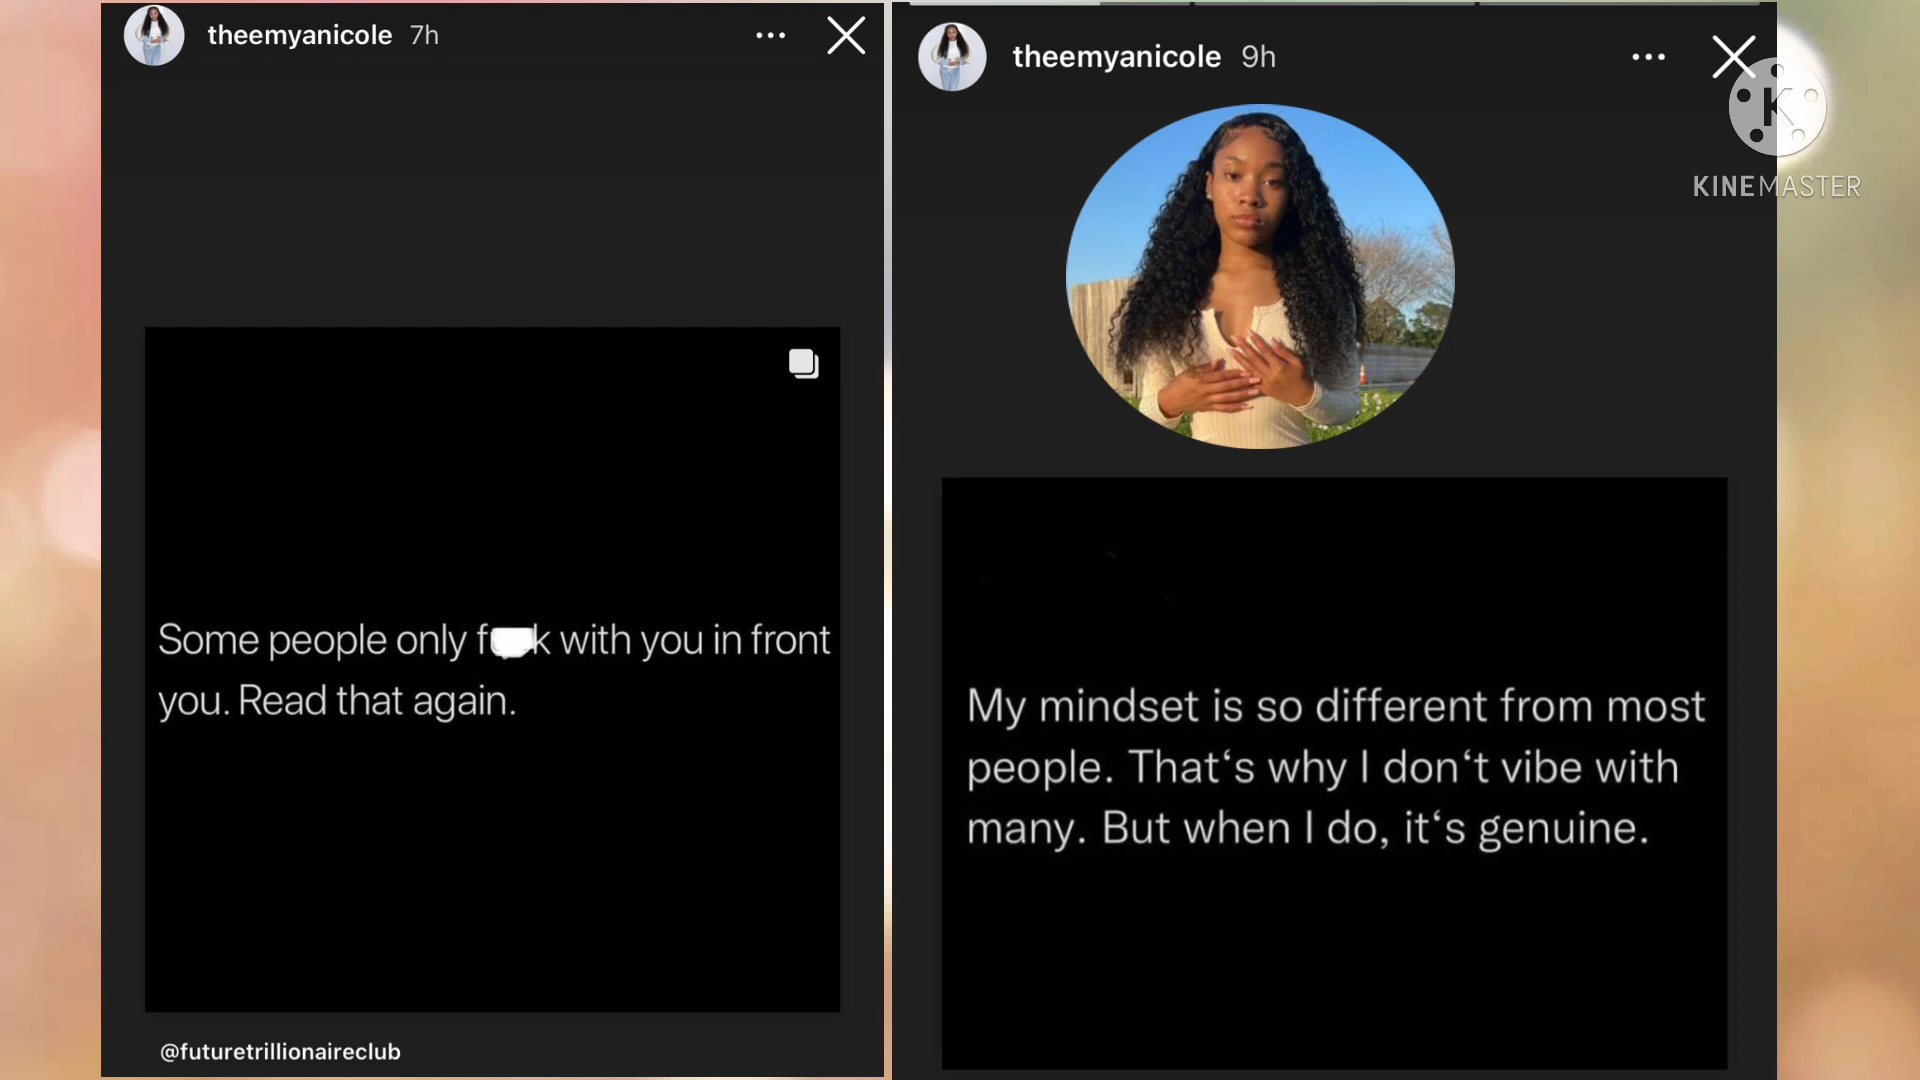 theemyanicole 7h
Some people only f k with you in front
you. Read that again.
@futuretrillionaireclub
theemyanicole 9h
My mindset is so different from most
people. That‘s why I don‘t vibe with
many. But when I do, it‘s genuine.
K
KINEMASTER